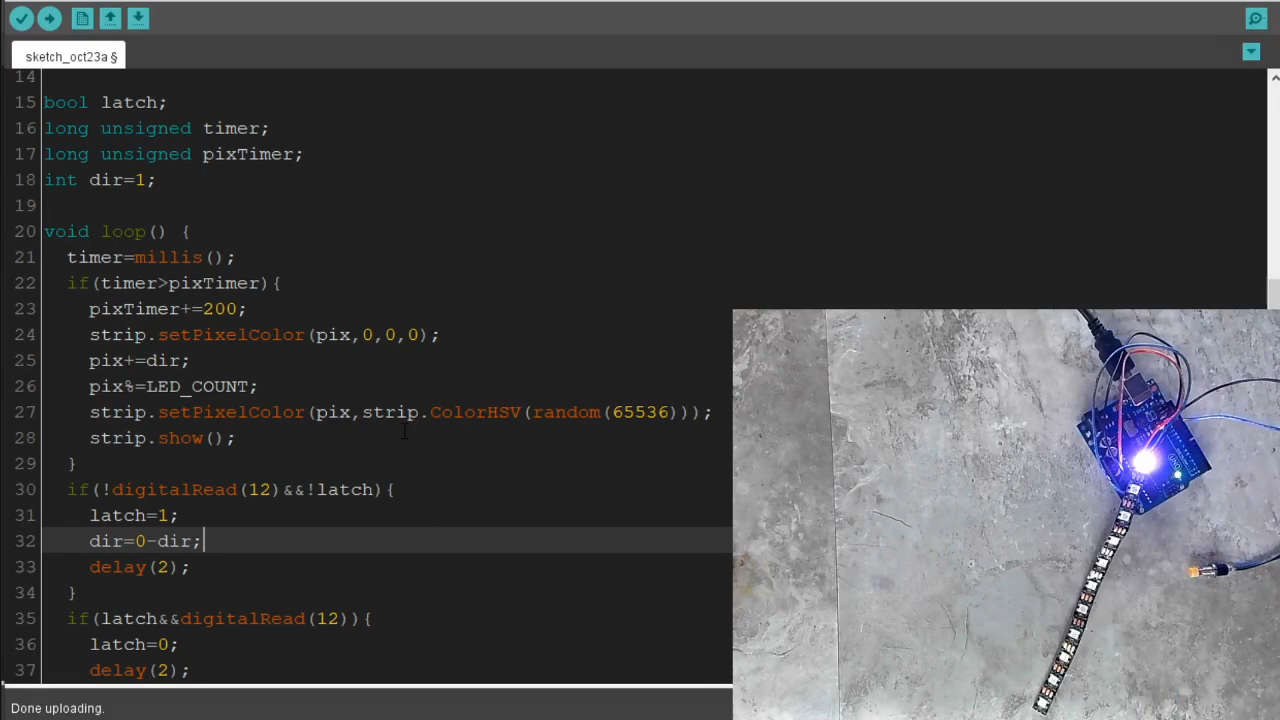 sketch_oct23a §
14
15 bool latch;
16 long unsigned timer;
17 long unsigned pixTimer;
18 int dir=1;
19
20 void loop() {
21 timer=millis();
22 if(timer>pixTimer){
23 pixTimer+=200;
24 strip.setPixelColor(pix,0,0,0);
25 pix+=dir;
26 pix%=LED_COUNT;
27 strip.setPixelColor(pix,strip.ColorHSV(random(65536)));
28 strip.show();
29 }
30 if(!digitalRead(12)&&!latch){
31 latch=1;
32 dir=0-dir;
33 delay(2);
34 }
35 if(latch&&digitalRead(12)){
36 latch=0;
37 delay(2);
Done uploading.